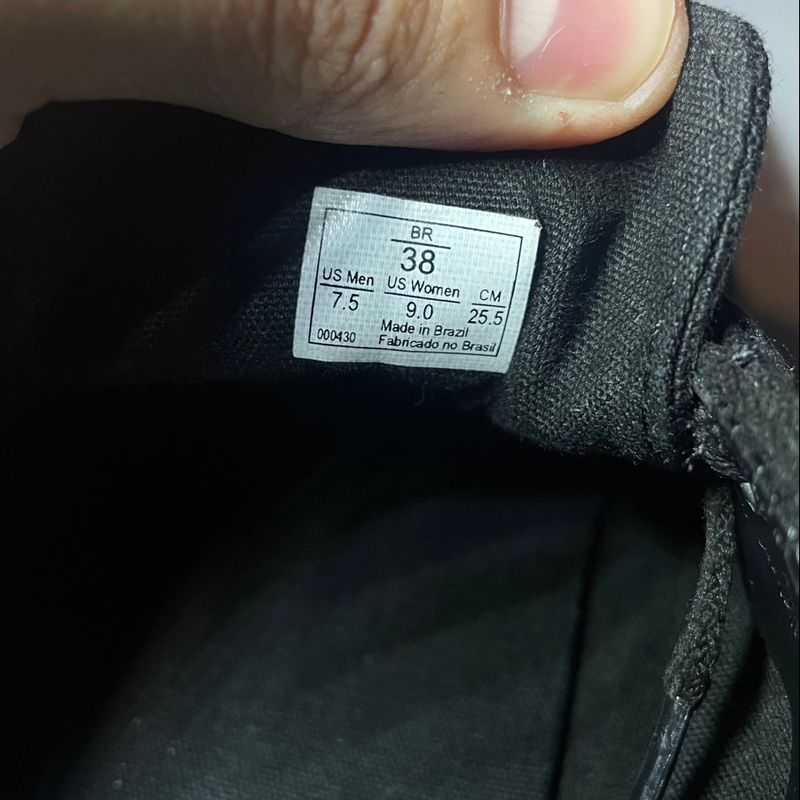 BR
38
US Men US Women CM
7.5 9.0 25.5
Made in Brazil
000430 Fabricado no Brasil